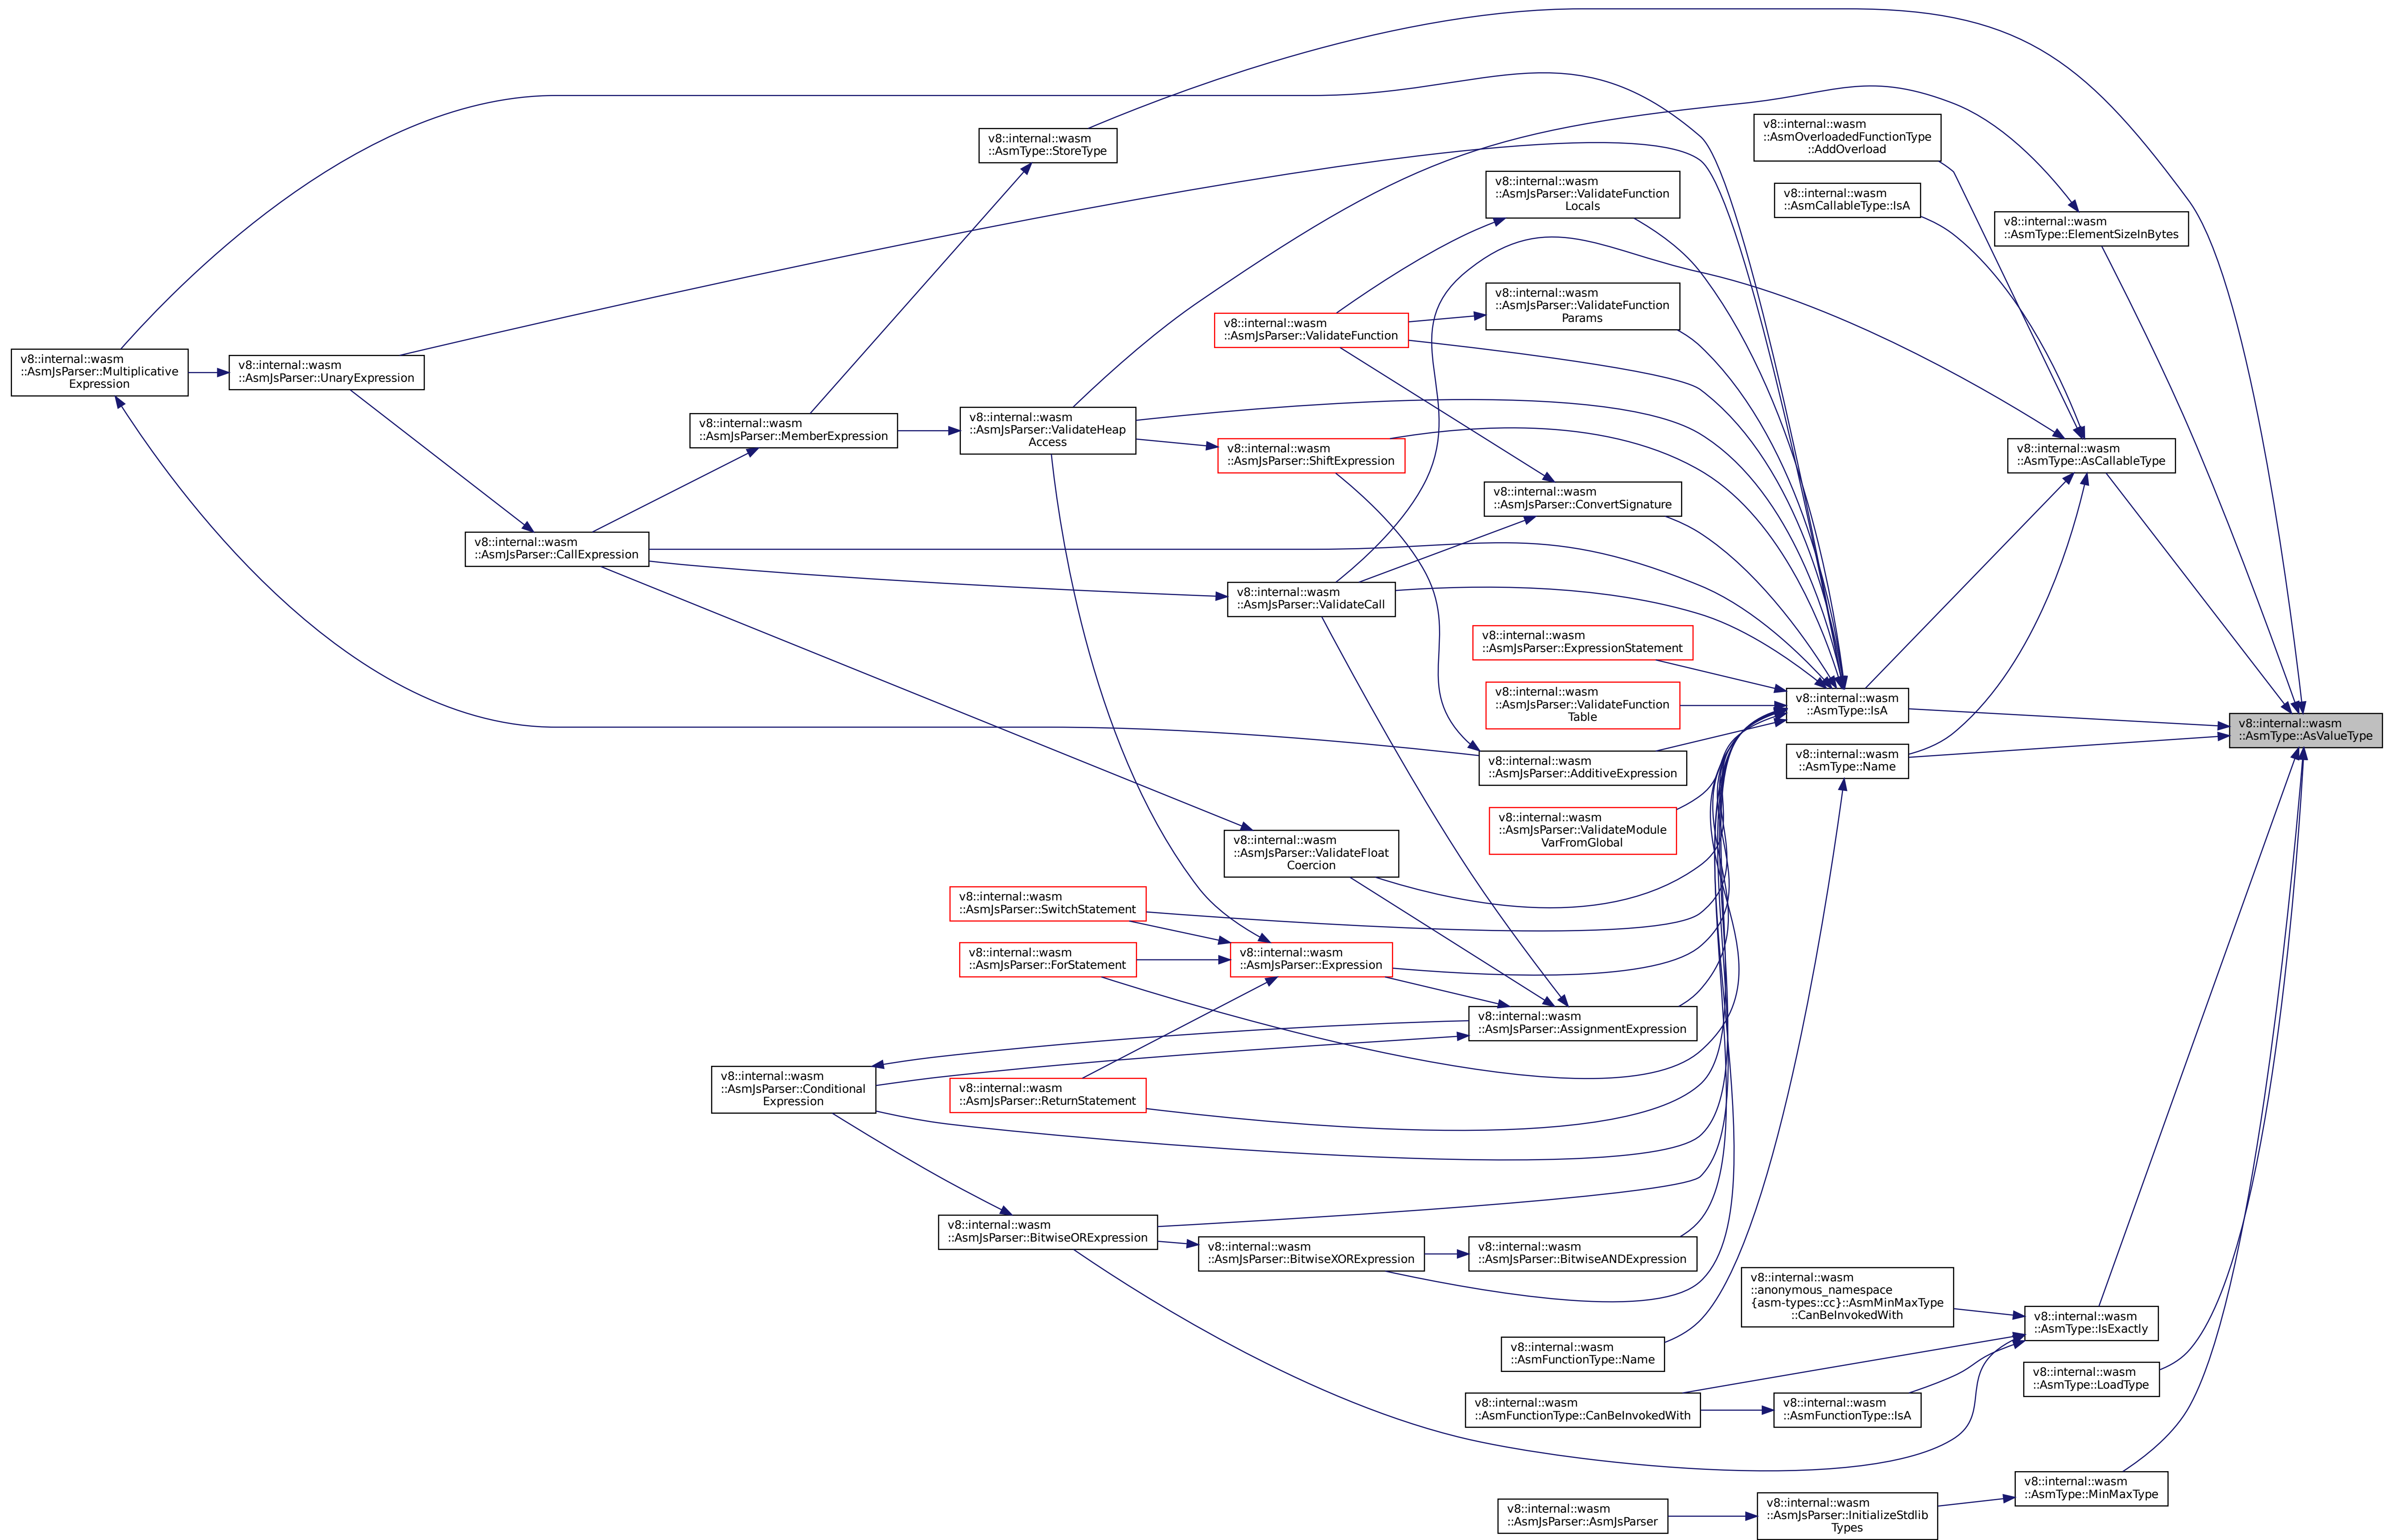 v8::internal::wasm
::AsmType::StoreType
v8::internal::wasm
::AsmOverloadedFunctionType
::AddOverload
v8::internal::wasm
::AsmCallableType::IsA
v8::internal::wasm
::AsmJsParser::ValidateFunction
Locals
v8::internal::wasm
::AsmType::ElementSizeInBytes
v8::internal::wasm
::AsmJsParser::ValidateFunction
Params
v8::internal::wasm
::AsmJsParser::ValidateFunction
v8::internal::wasm
::AsmJsParser::Multiplicative
Expression
v8::internal::wasm
::AsmJsParser::UnaryExpression
v8::internal::wasm
::AsmJsParser::MemberExpression
v8::internal::wasm
::AsmJsParser::ValidateHeap
Access
v8::internal::wasm
::AsmJsParser::ShiftExpression
v8::internal::wasm
::AsmType::AsCallableType
v8::internal::wasm
::AsmJsParser::ConvertSignature
v8::internal::wasm
::AsmJsParser::CallExpression
v8::internal::wasm
::AsmJsParser::ValidateCall
v8::internal::wasm
::AsmJsParser::ExpressionStatement
v8::internal::wasm
::AsmJsParser::ValidateFunction
Table
v8::internal::wasm
::AsmType::IsA
v8::internal::wasm
::AsmType::AsValueType
v8::internal::wasm
::AsmJsParser::AdditiveExpression
v8::internal::wasm
::AsmType::Name
v8::internal::wasm
::AsmJsParser::ValidateModule
VarFromGlobal
v8::internal::wasm
::AsmJsParser::ValidateFloat
Coercion
v8::internal::wasm
::AsmJsParser::SwitchStatement
v8::internal::wasm
::AsmJsParser::ForStatement
v8::internal::wasm
::AsmJsParser::Expression
v8::internal::wasm
::AsmJsParser::AssignmentExpression
v8::internal::wasm
::AsmJsParser::Conditional
Expression
v8::internal::wasm
::AsmJsParser::ReturnStatement
v8::internal::wasm
::AsmJsParser::BitwiseORExpression
v8::internal::wasm
::AsmJsParser::BitwiseXORExpression
v8::internal::wasm
::AsmJsParser::BitwiseANDExpression
v8::internal::wasm
::anonymous_namespace
{asm-types::cc}::AsmMinMaxType
::CanBeInvokedWith
v8::internal::wasm
::AsmType::IsExactly
v8::internal::wasm
::AsmFunctionType::Name
v8::internal::wasm
::AsmType::LoadType
v8::internal::wasm
::AsmFunctionType::CanBeInvokedWith
v8::internal::wasm
::AsmFunctionType::IsA
v8::internal::wasm
::AsmType::MinMaxType
v8::internal::wasm
::AsmJsParser::AsmJsParser
v8::internal::wasm
::AsmJsParser::InitializeStdlib
Types